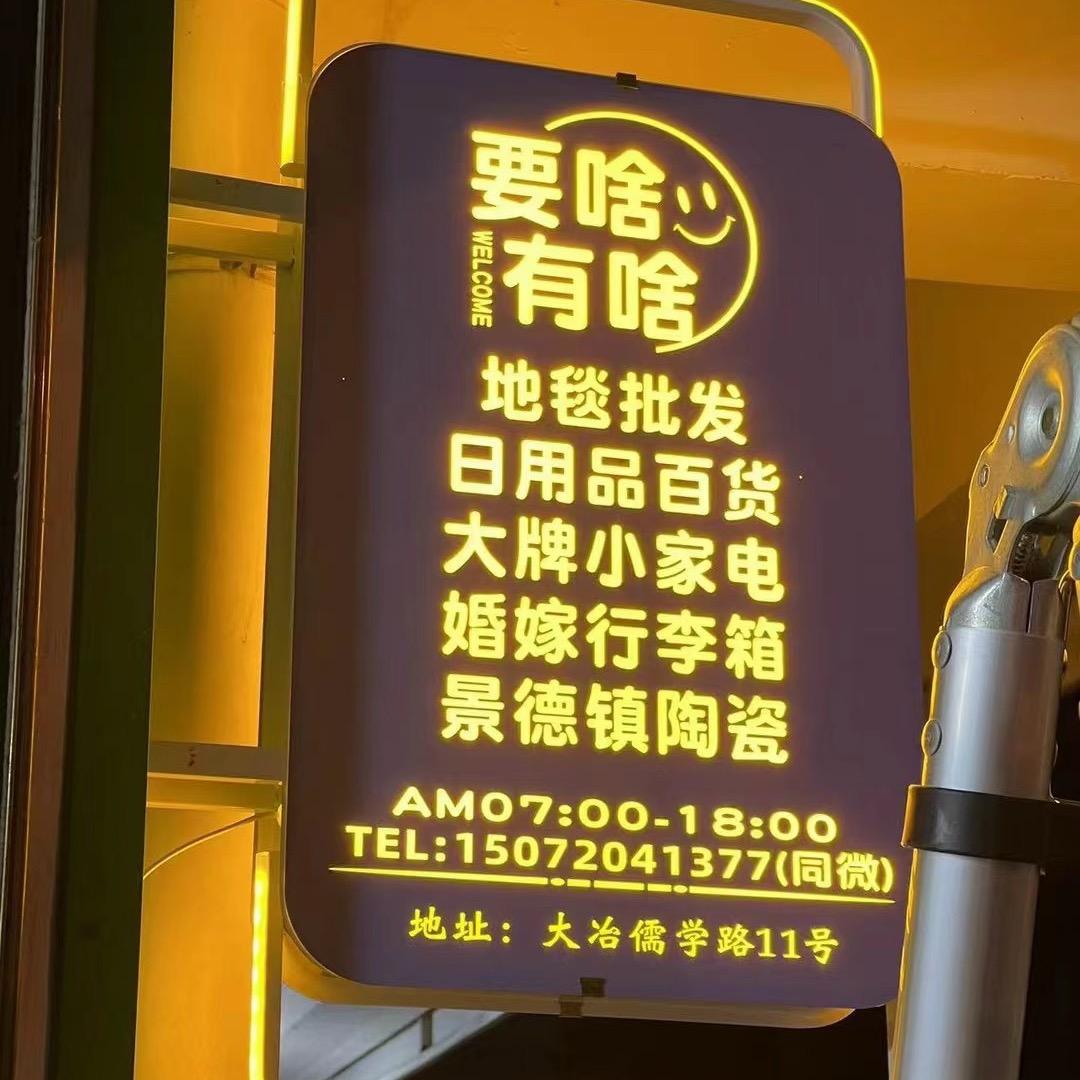 要啥
有啥
WELCOME
地毯批发
日用品百货
大牌小家电
婚嫁行李箱
景德镇陶瓷
AM07:00-18:00
TEL:15072041377(同微)
地址：大冶儒学路11号